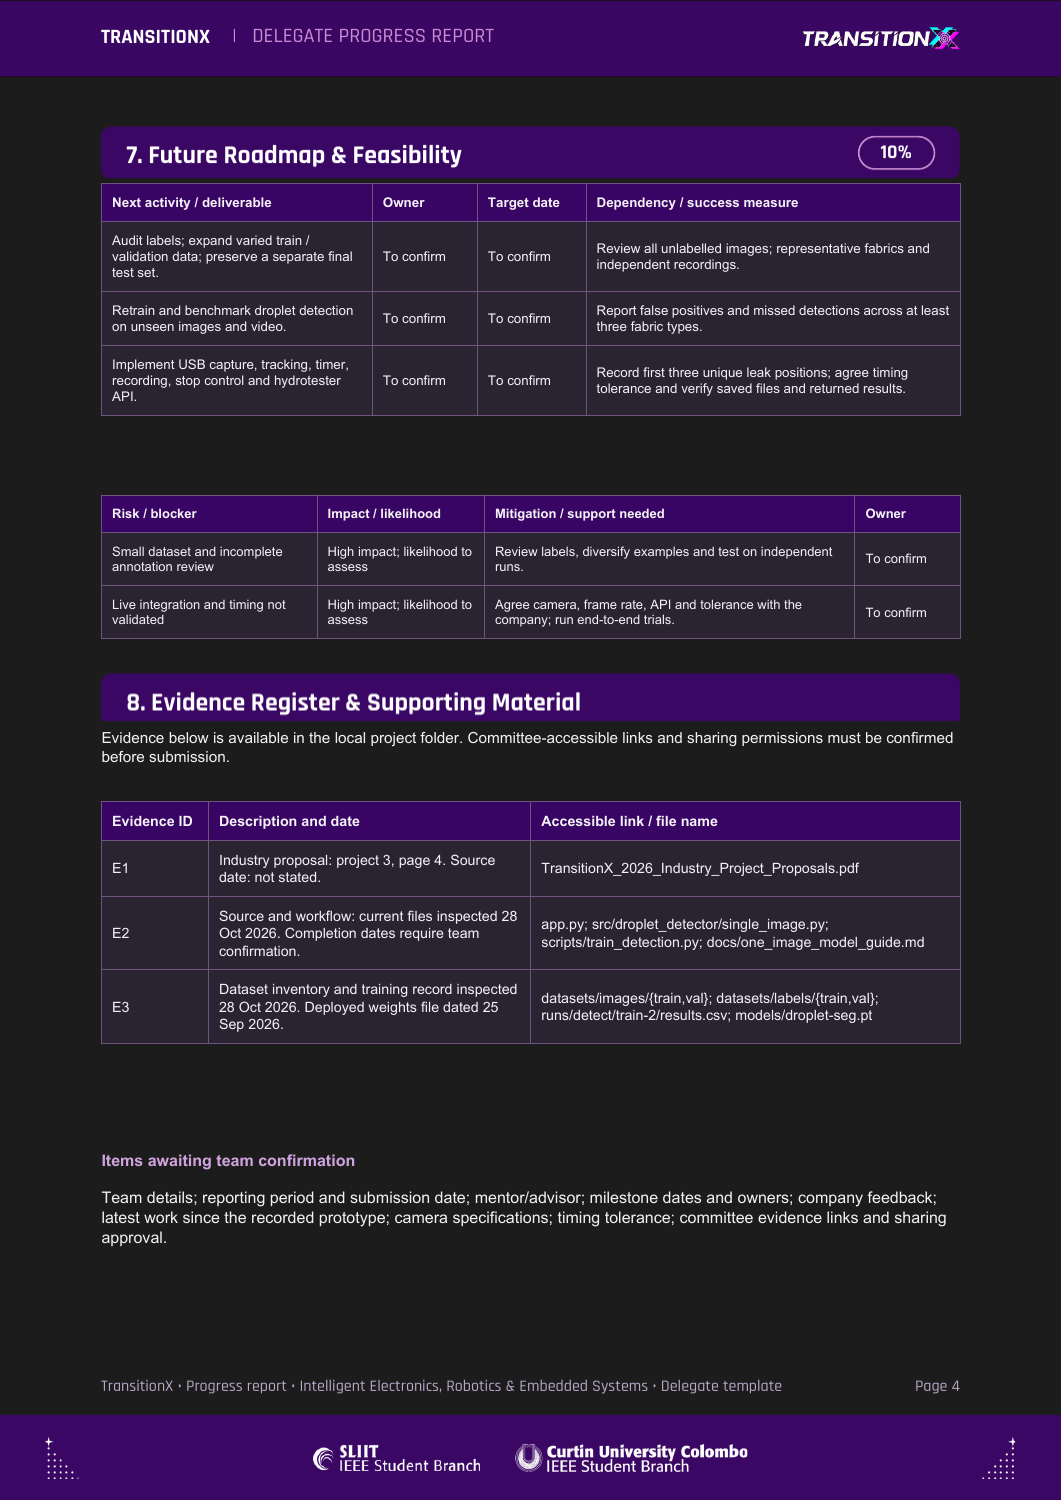 TRANSITIONX | DELEGATE PROGRESS REPORT
TRANSITIONX
7. Future Roadmap & Feasibility
10%
Next activity / deliverable
Owner
Target date
Dependency / success measure
Audit labels; expand varied train /
validation data; preserve a separate final
test set.
To confirm
To confirm
Review all unlabelled images; representative fabrics and
independent recordings.
Retrain and benchmark droplet detection
on unseen images and video.
To confirm
To confirm
Report false positives and missed detections across at least
three fabric types.
Implement USB capture, tracking, timer,
recording, stop control and hydrotester
API.
To confirm
To confirm
Record first three unique leak positions; agree timing
tolerance and verify saved files and returned results.
Risk / blocker
Impact / likelihood
Mitigation / support needed
Owner
Small dataset and incomplete
annotation review
High impact; likelihood to
assess
Review labels, diversify examples and test on independent
runs.
To confirm
Live integration and timing not
validated
High impact; likelihood to
assess
Agree camera, frame rate, API and tolerance with the
company; run end-to-end trials.
To confirm
8. Evidence Register & Supporting Material
Evidence below is available in the local project folder. Committee-accessible links and sharing permissions must be confirmed
before submission.
Evidence ID
Description and date
Accessible link / file name
E1
Industry proposal: project 3, page 4. Source
date: not stated.
TransitionX_2026_Industry_Project_Proposals.pdf
E2
Source and workflow: current files inspected 28
Oct 2026. Completion dates require team
confirmation.
app.py; src/droplet_detector/single_image.py;
scripts/train_detection.py; docs/one_image_model_guide.md
E3
Dataset inventory and training record inspected
28 Oct 2026. Deployed weights file dated 25
Sep 2026.
datasets/images/{train,val}; datasets/labels/{train,val};
runs/detect/train-2/results.csv; models/droplet-seg.pt
Items awaiting team confirmation
Team details; reporting period and submission date; mentor/advisor; milestone dates and owners; company feedback;
latest work since the recorded prototype; camera specifications; timing tolerance; committee evidence links and sharing
approval.
TransitionX • Progress report • Intelligent Electronics, Robotics & Embedded Systems • Delegate template
Page 4
SLIIT
IEEE Student Branch
Curtin University Colombo
IEEE Student Branch